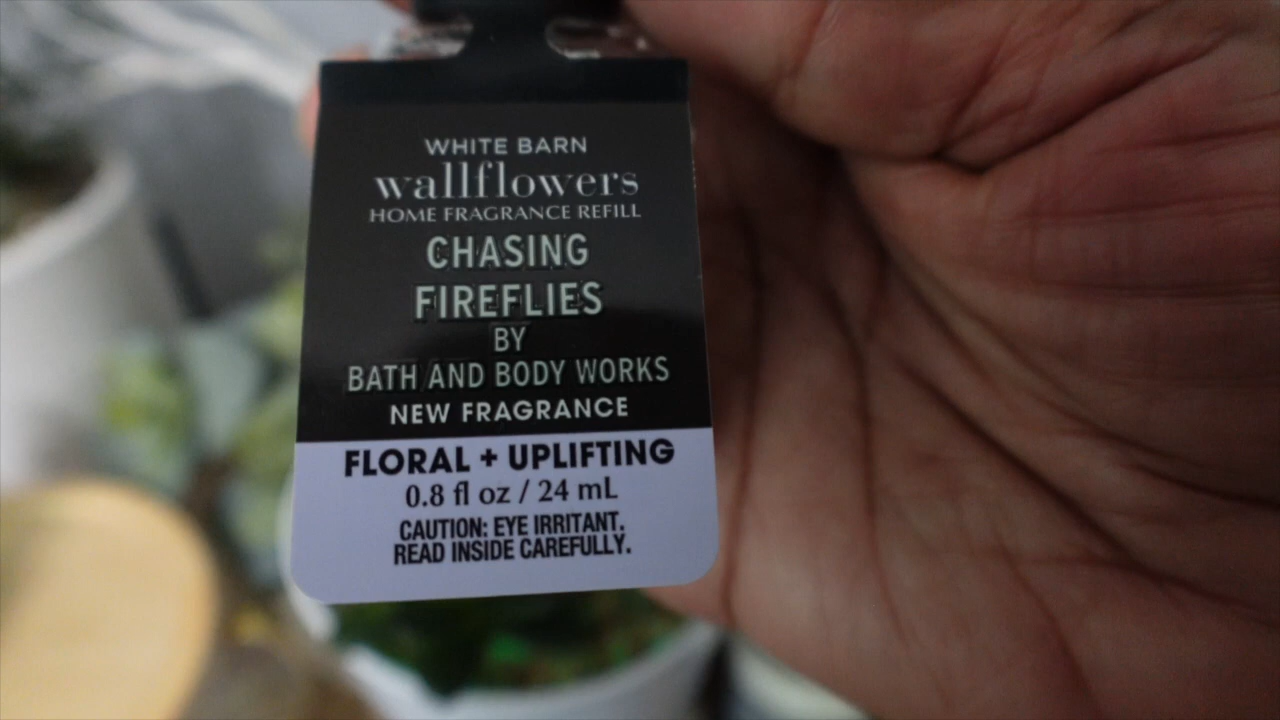 WHITE BARN
wallflowers
HOME FRAGRANCE REFILL
CHASING
FIREFLIES
BY
BATH AND BODY WORKS
NEW FRAGRANCE
FLORAL + UPLIFTING
0.8 fl oz / 24 mL
CAUTION: EYE IRRITANT.
READ INSIDE CAREFULLY.